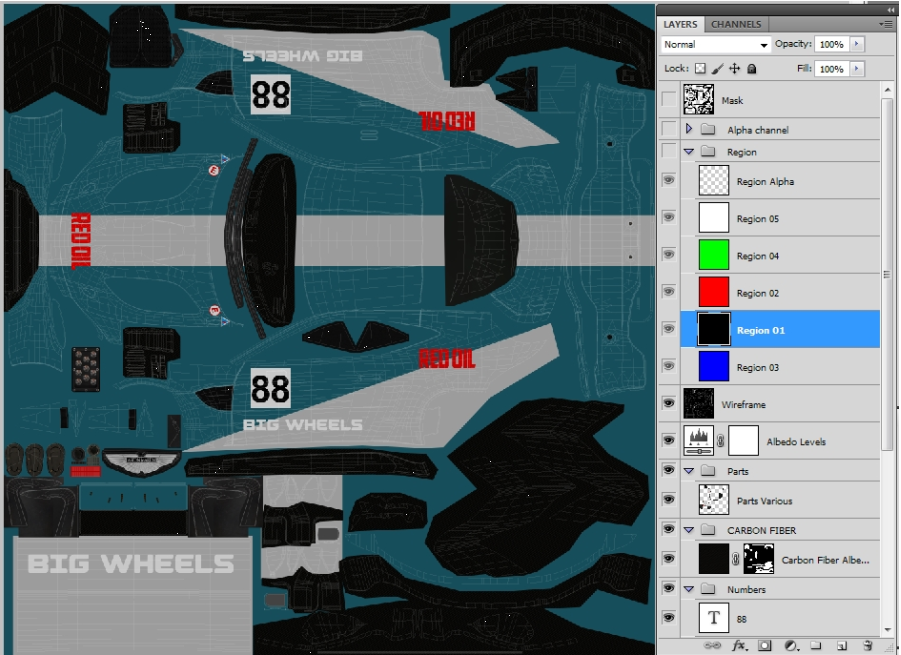 BIG WHEELS
88
RED OIL
RED OIL
RED OIL
88
BIG WHEELS
BIG WHEELS
LAYERS CHANNELS
Normal Opacity: 100%
Lock: Fill: 100%
Mask
Alpha channel
Region
Region Alpha
Region 05
Region 04
Region 02
Region 01
Region 03
Wireframe
Albedo Levels
Parts
Parts Various
CARBON FIBER
Carbon Fiber Albe...
Numbers
T 88
fx